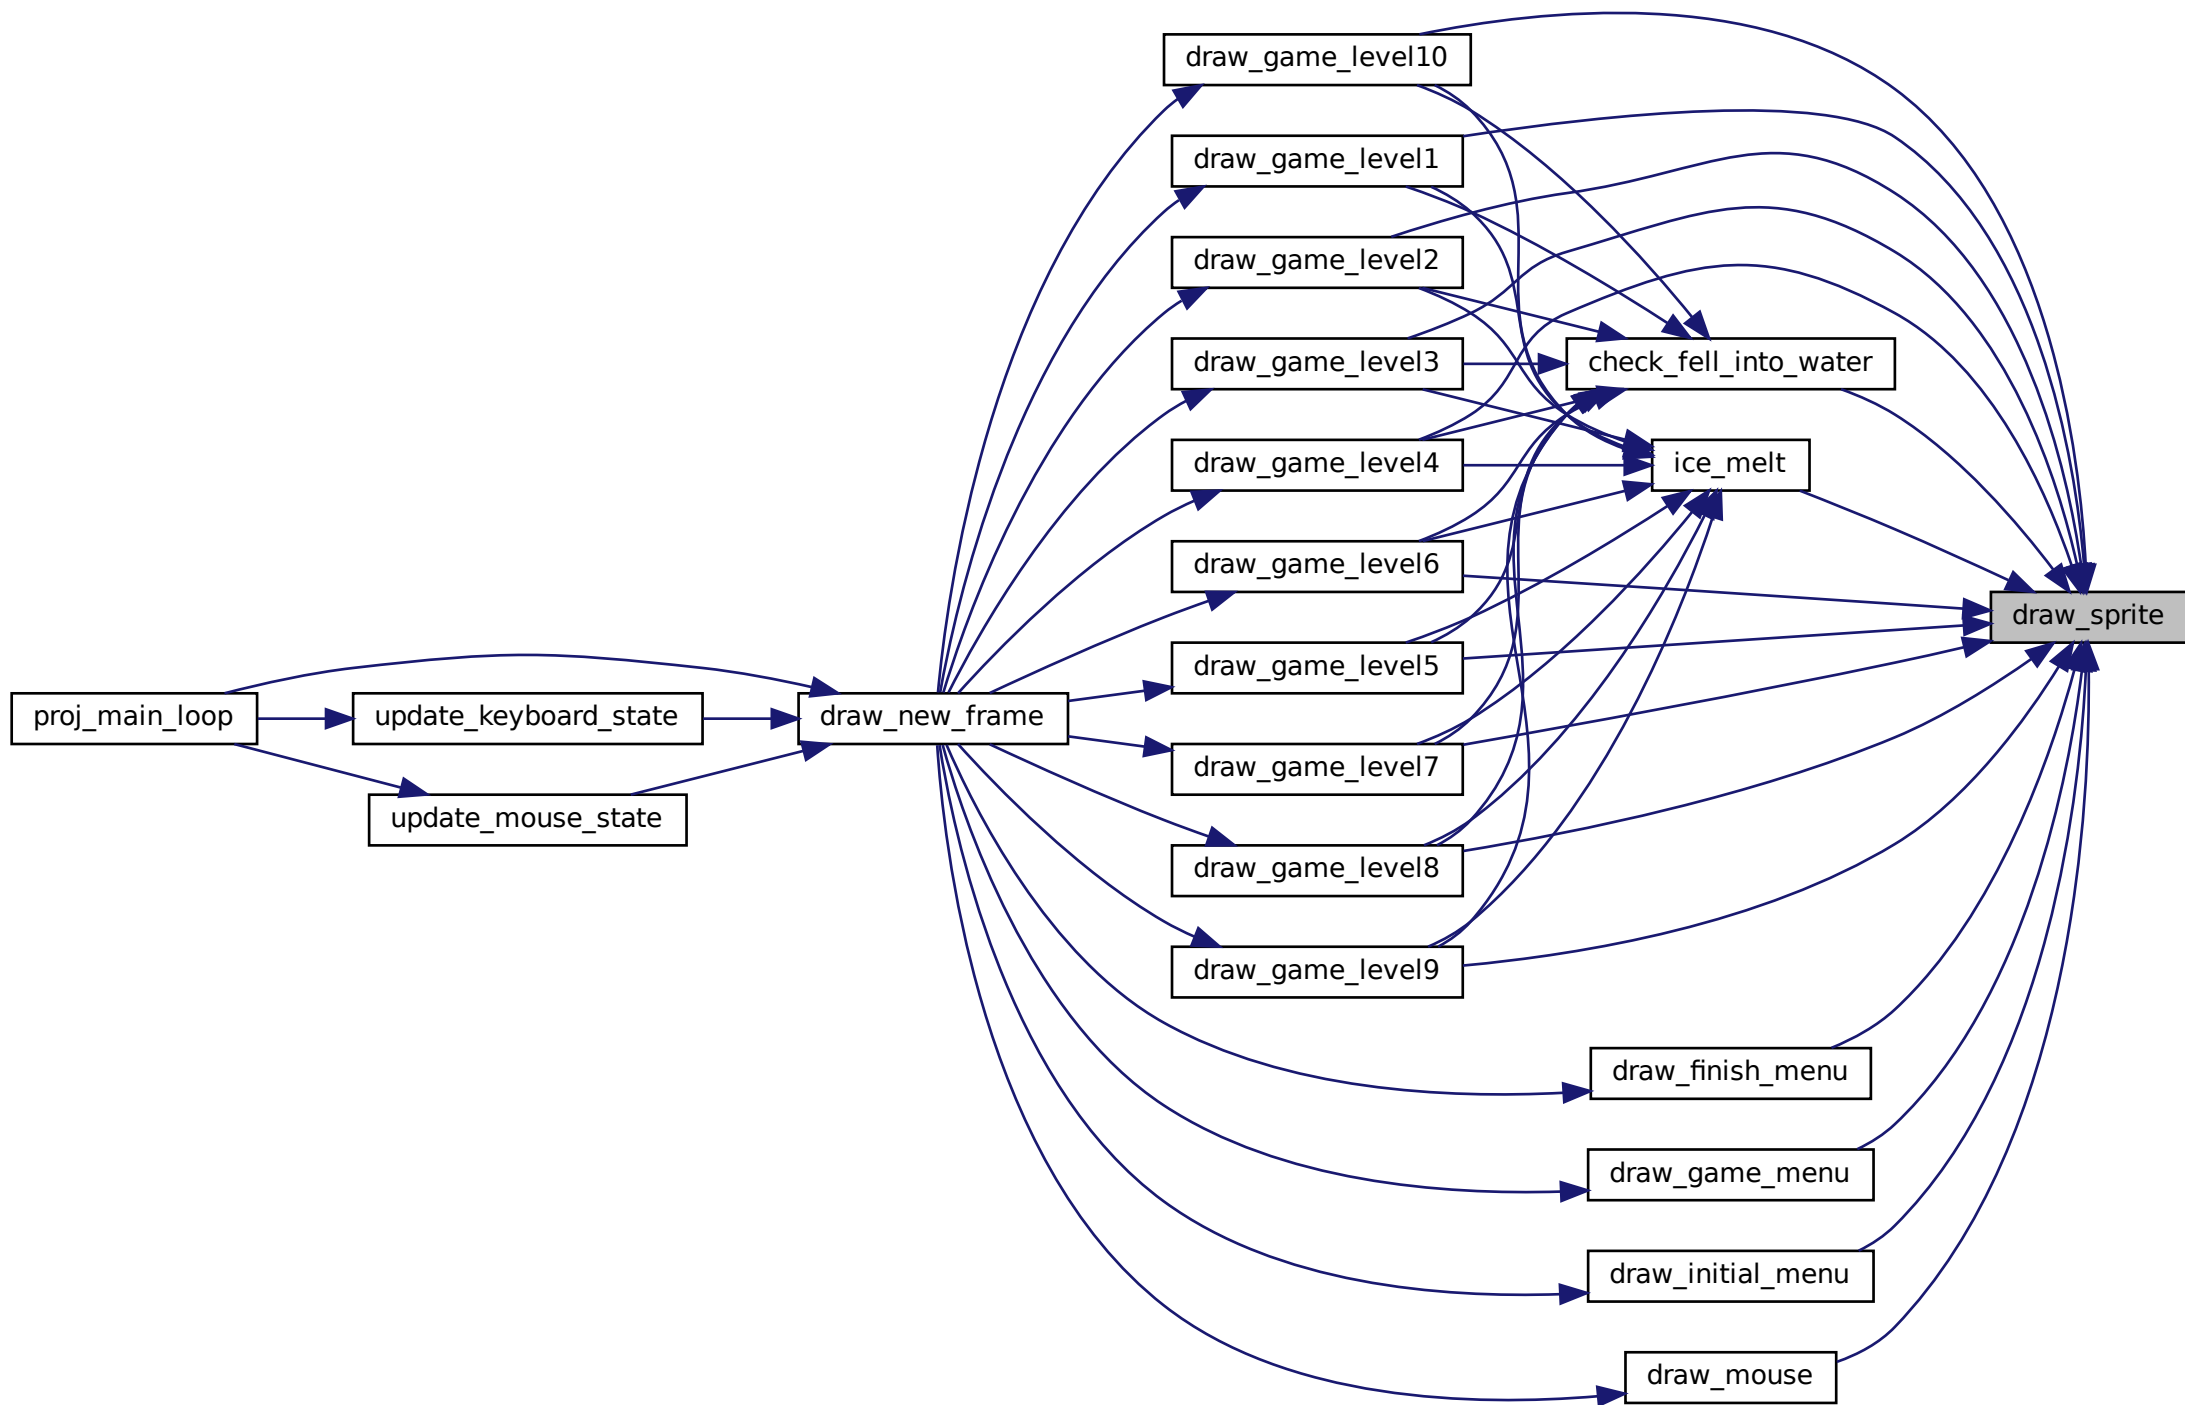 draw_game_level10
draw_game_level1
draw_game_level2
draw_game_level3
check_fell_into_water
draw_game_level4
ice_melt
draw_game_level6
draw_sprite
draw_game_level5
proj_main_loop
update_keyboard_state
draw_new_frame
draw_game_level7
update_mouse_state
draw_game_level8
draw_game_level9
draw_finish_menu
draw_game_menu
draw_initial_menu
draw_mouse